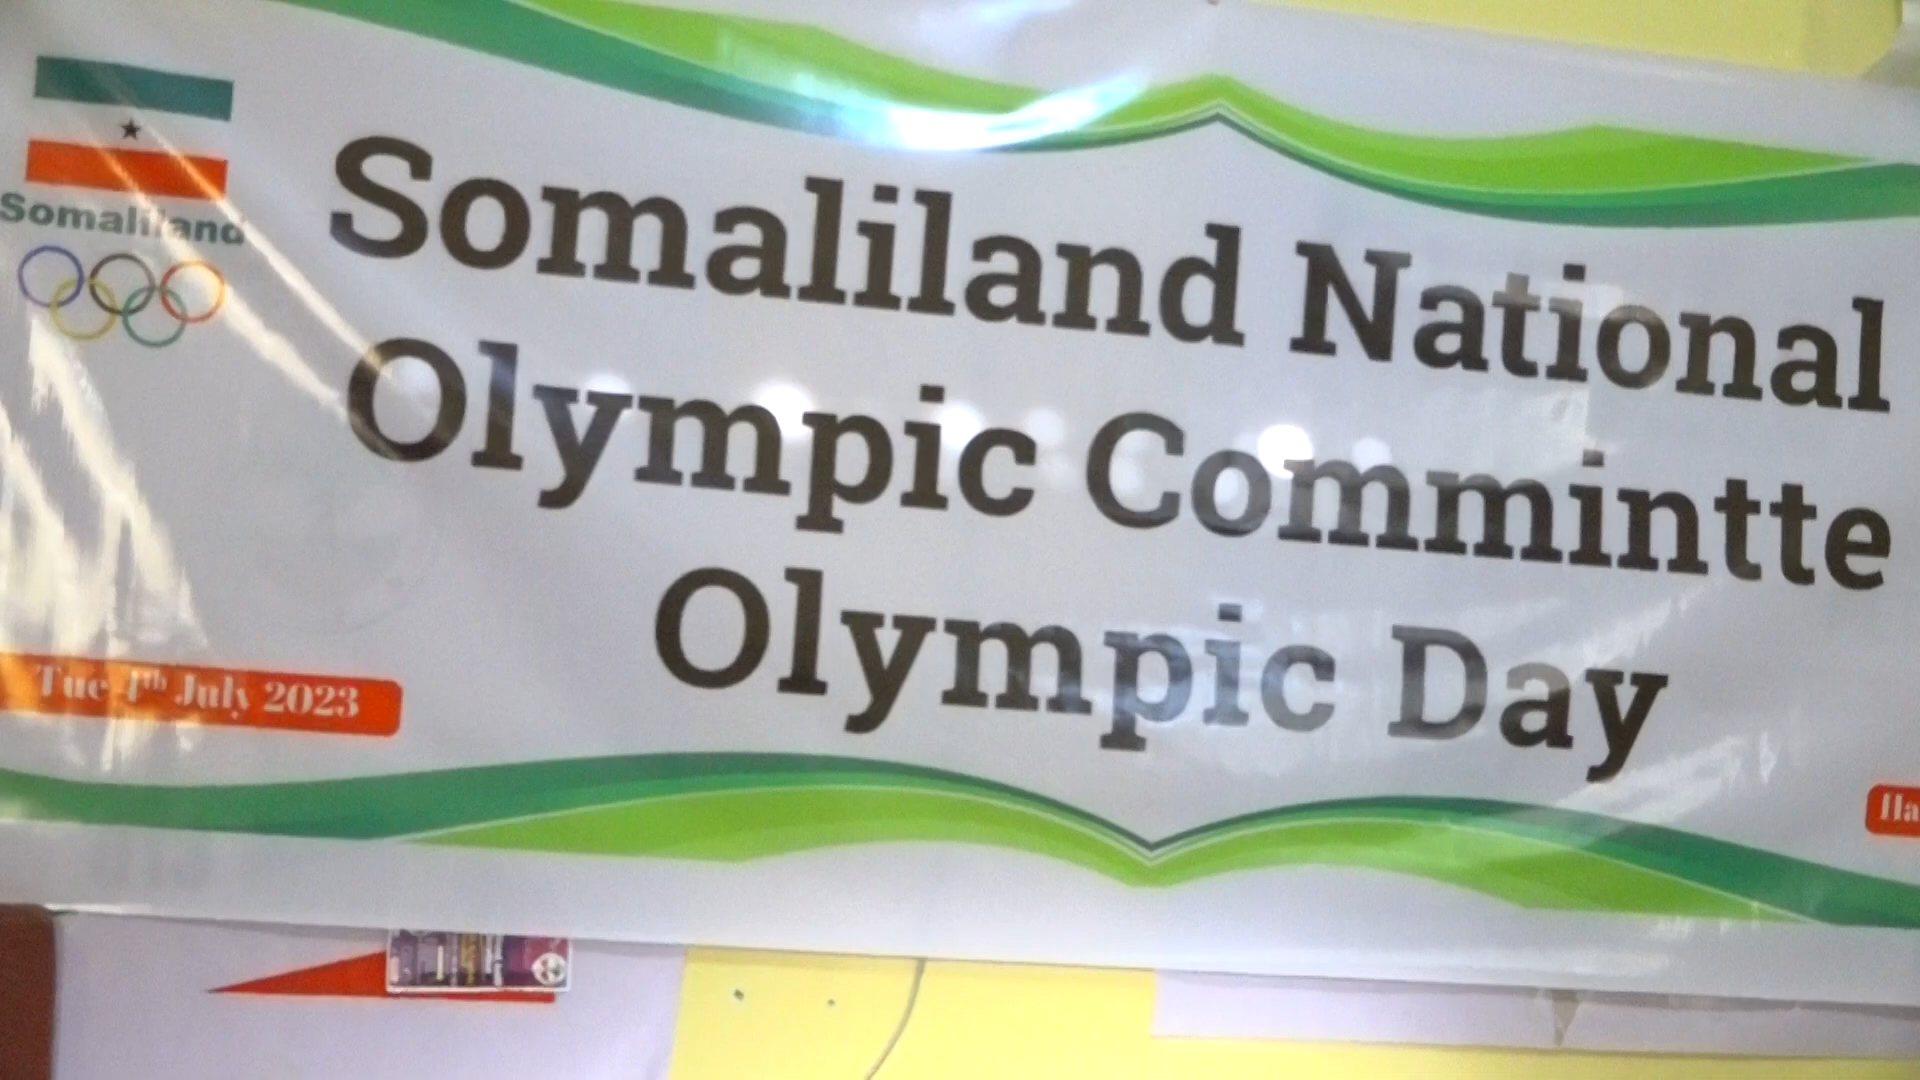 Somaliland
Somaliland National
Olympic Commintte
Olympic Day
Tue 4th July 2023